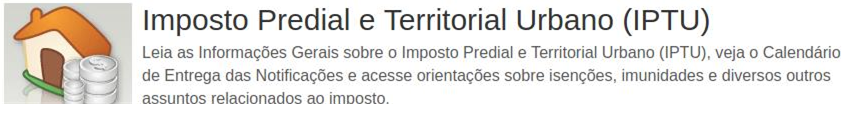 Imposto Predial e Territorial Urbano (IPTU)
Leia as Informações Gerais sobre o Imposto Predial e Territorial Urbano (IPTU), veja o Calendário
de Entrega das Notificações e acesse orientações sobre isenções, imunidades e diversos outros
assuntos relacionados ao imposto.